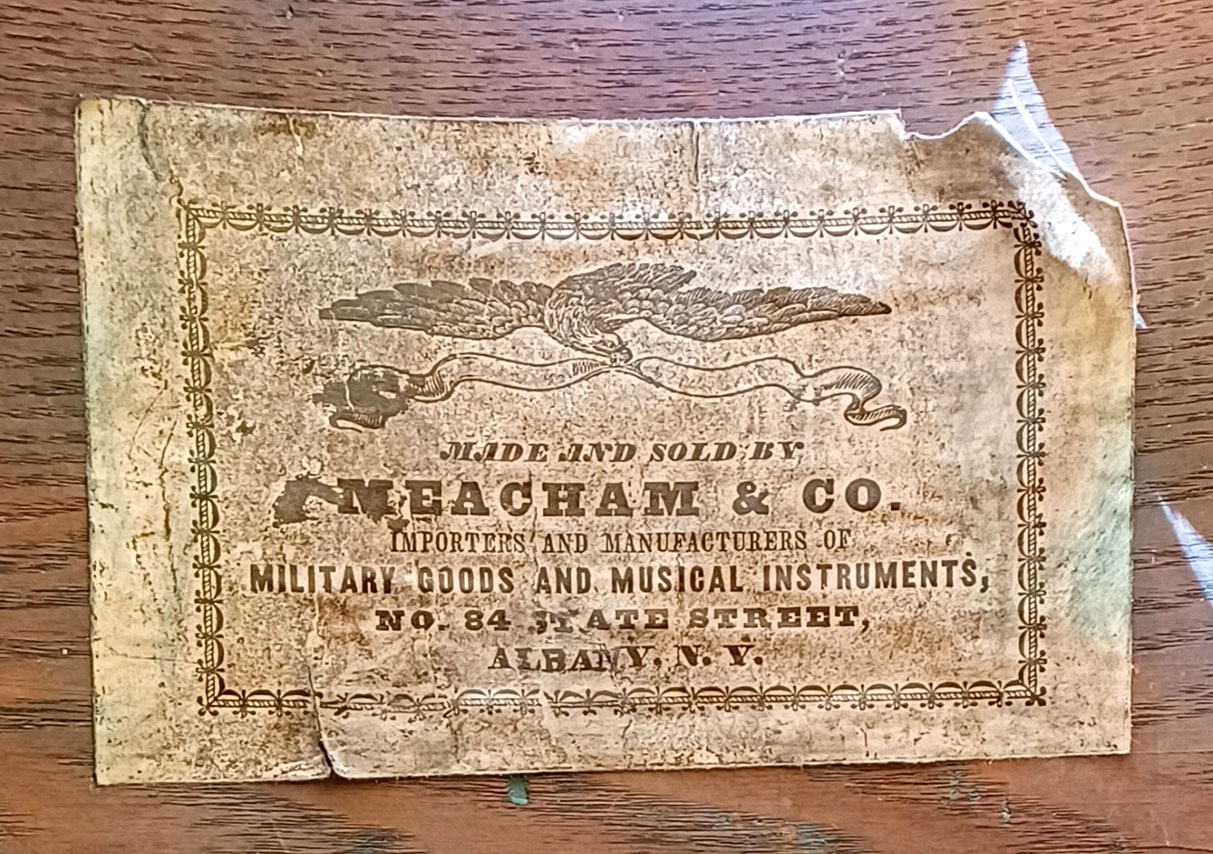 MADE AND SOLD BY
MEACHAM & CO.
IMPORTERS AND MANUFACTURERS OF
MILITARY GOODS AND MUSICAL INSTRUMENTS,
NO. 84 STATE STREET,
ALBANY, N. Y.